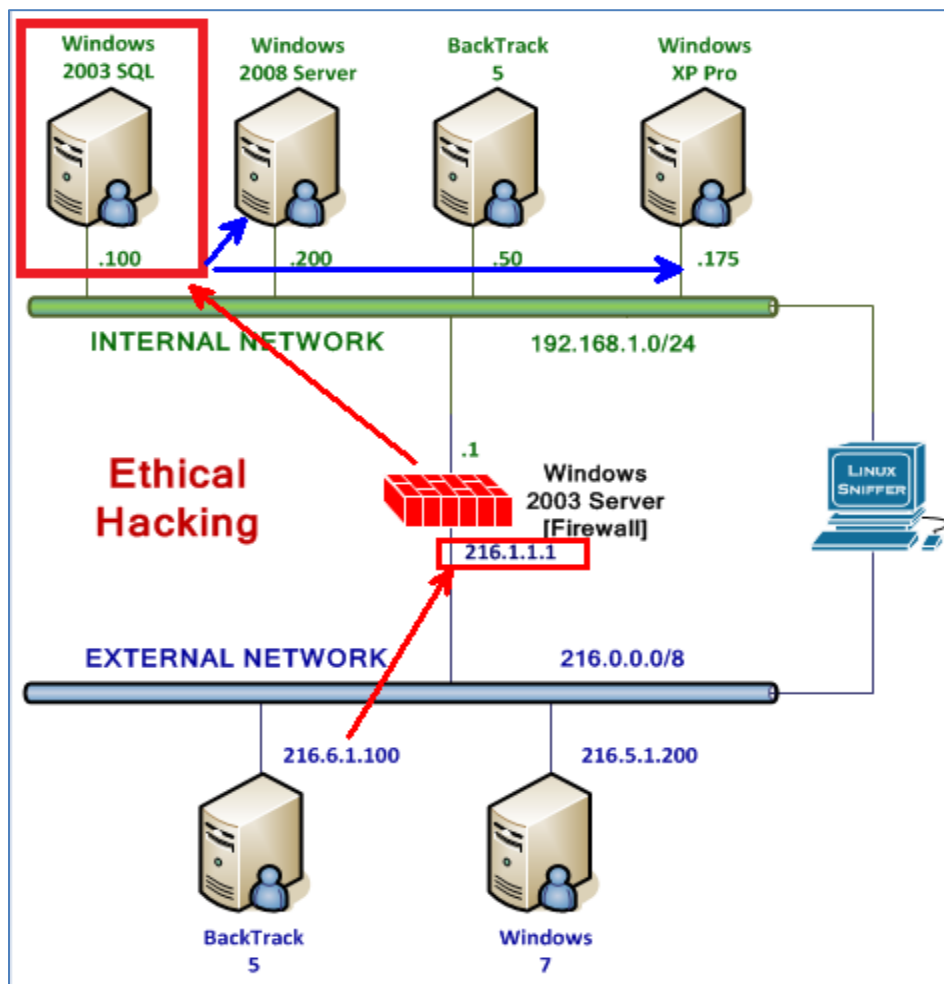 Windows
2003 SQL
Windows
2008 Server
BackTrack
5
Windows
XP Pro
.100
.200
.50
.175
INTERNAL NETWORK
192.168.1.0/24
Ethical
Hacking
.1
Windows
2003 Server
[Firewall]
216.1.1.1
LINUX
SNIFFER
EXTERNAL NETWORK
216.0.0.0/8
216.6.1.100
216.5.1.200
BackTrack
5
Windows
7